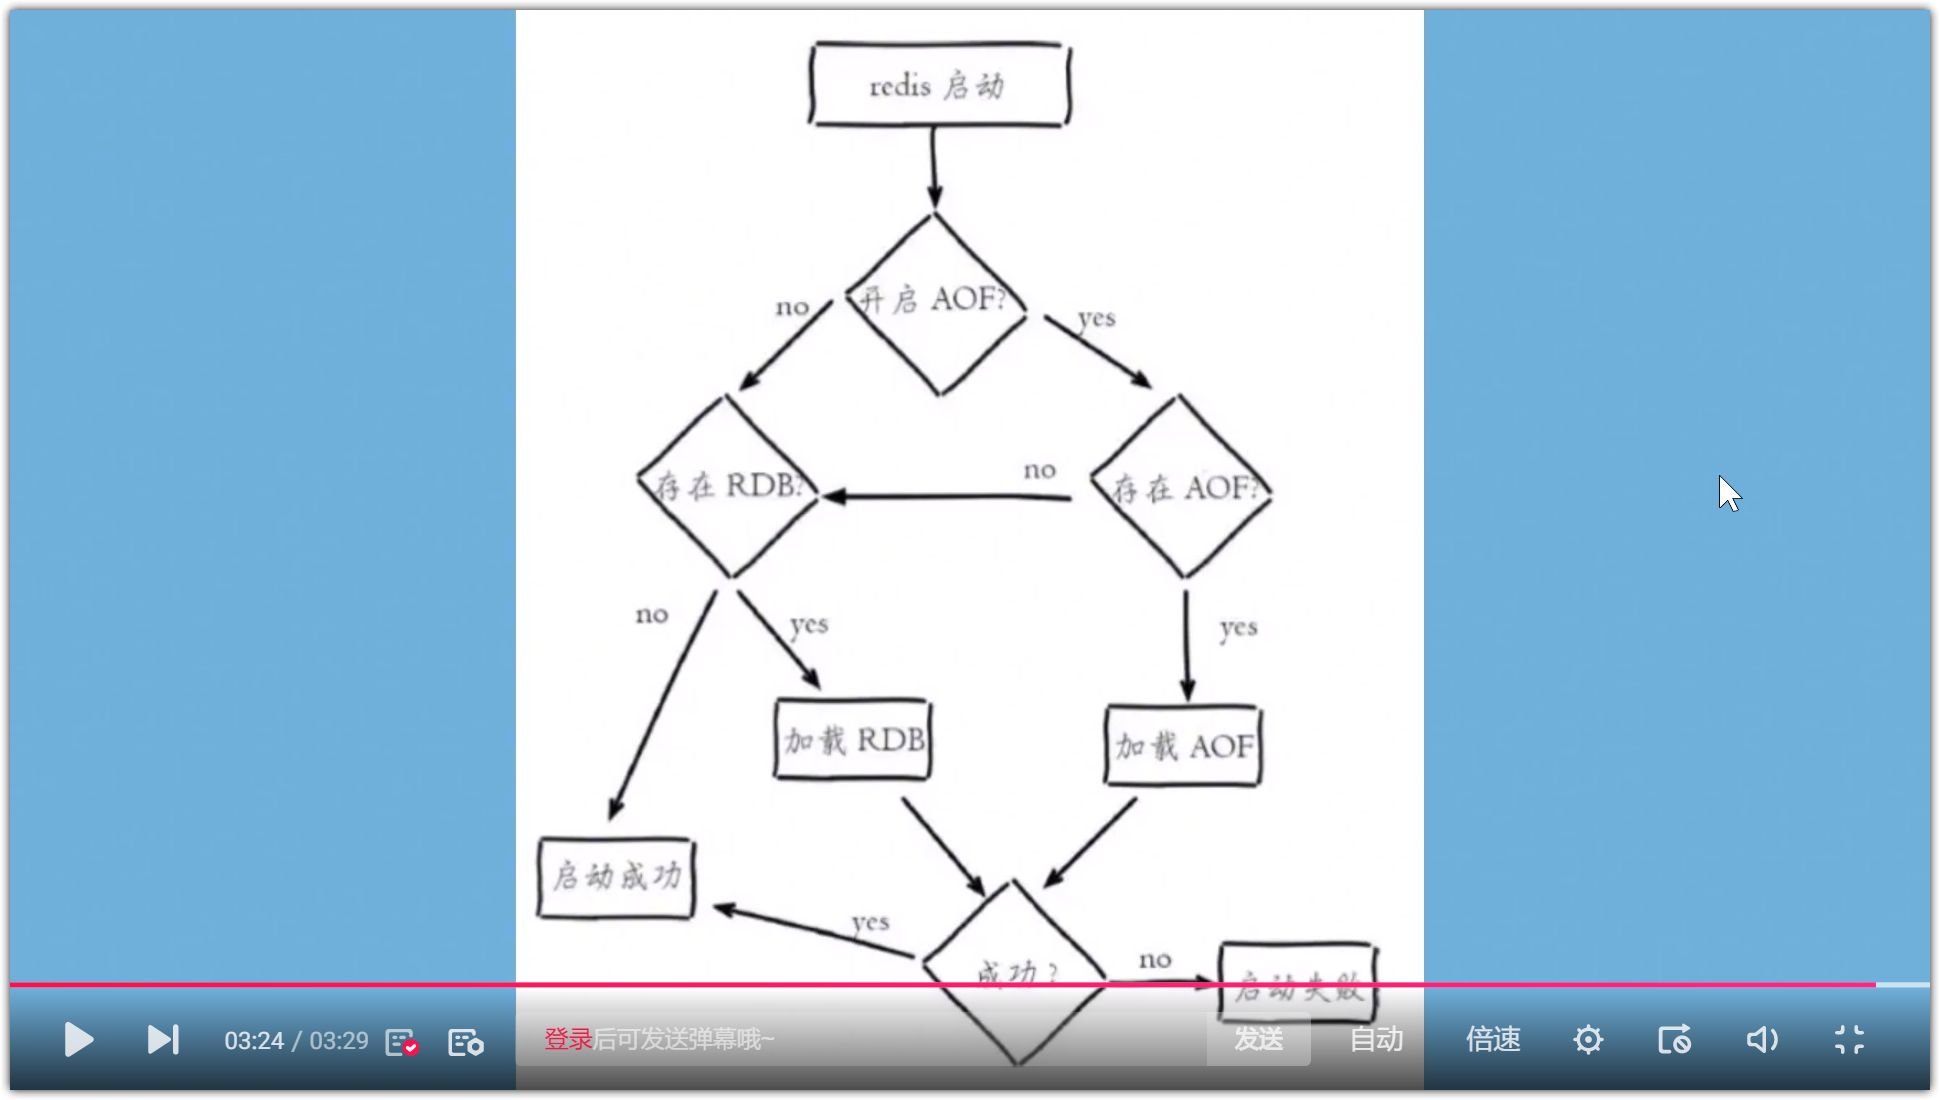 redis 启动
开启 AOF?
no
yes
存在 RDB?
no
存在 AOF?
no
yes
yes
加载 RDB
加载 AOF
启动成功
yes
成功?
no
启动失败
03:24 / 03:29
登录后可发送弹幕哦~
发送
自动
倍速